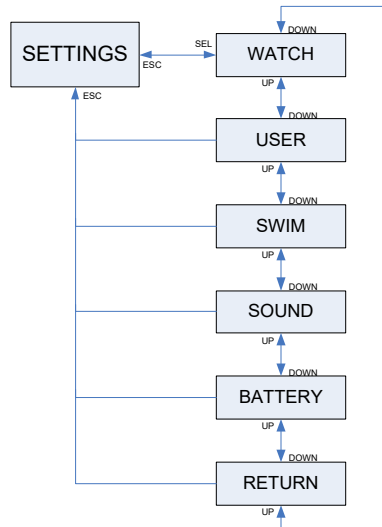 DOWN
SETTINGS
SEL
WATCH
ESC
UP
ESC
DOWN
USER
UP
DOWN
SWIM
UP
DOWN
SOUND
UP
DOWN
BATTERY
UP
DOWN
RETURN
UP